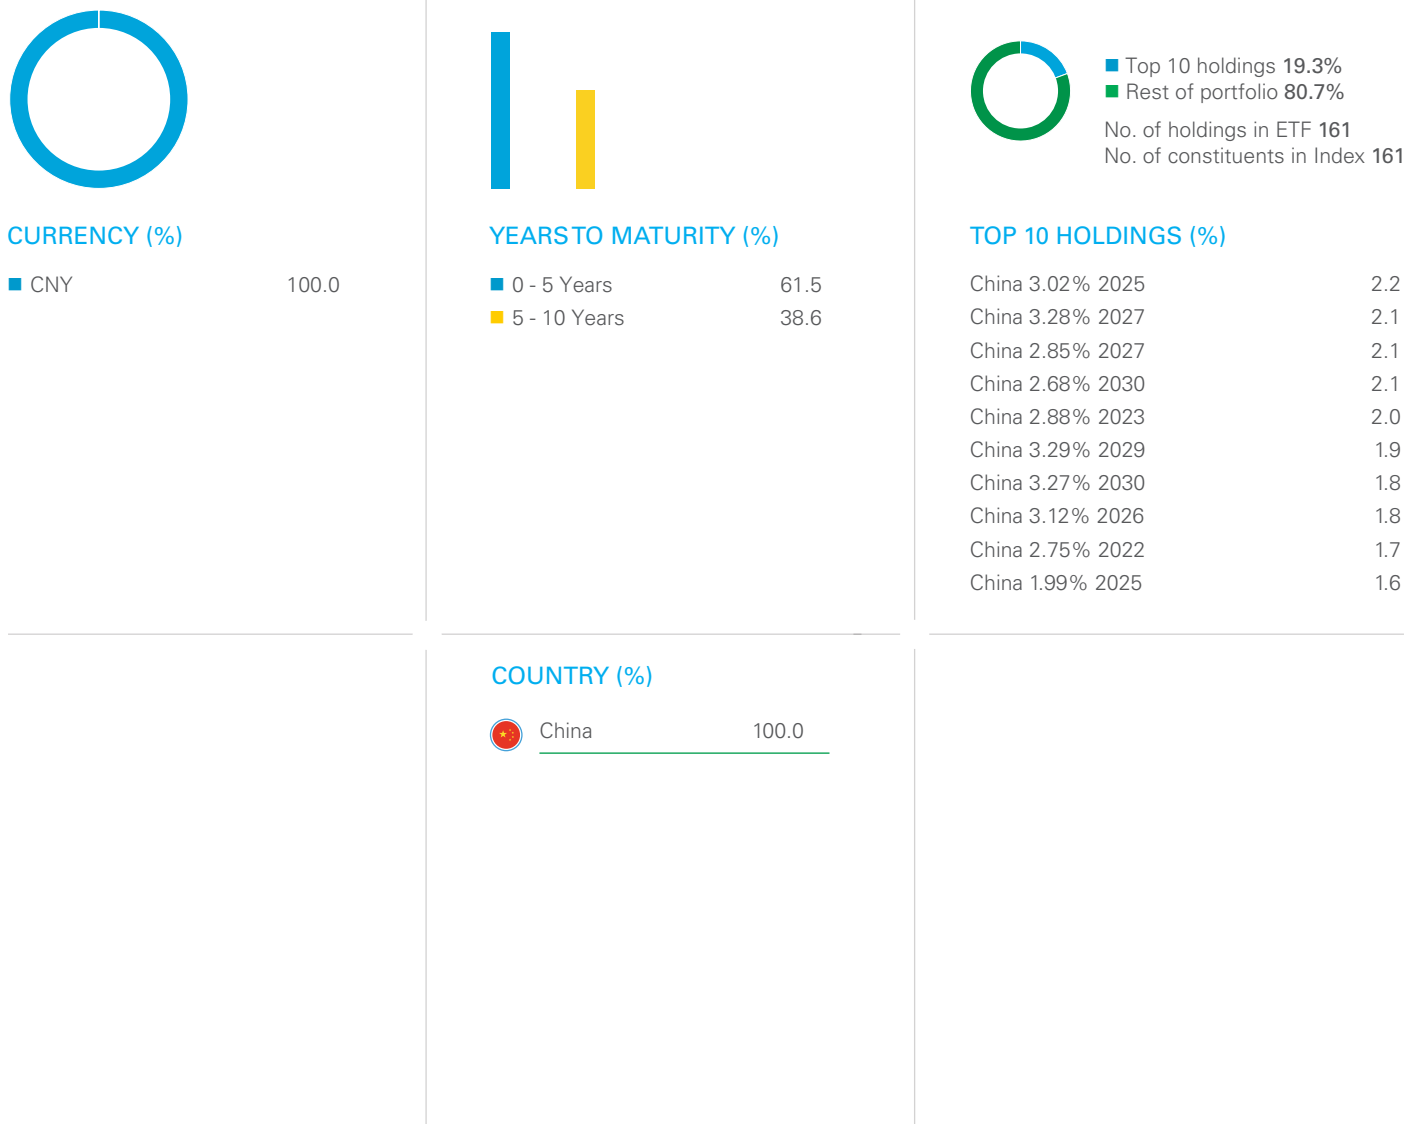 CURRENCY (%)
CNY 100.0
YEARS TO MATURITY (%)
0 - 5 Years 61.5
5 - 10 Years 38.6
Top 10 holdings 19.3%
Rest of portfolio 80.7%
No. of holdings in ETF 161
No. of constituents in Index 161
TOP 10 HOLDINGS (%)
China 3.02% 2025 2.2
China 3.28% 2027 2.1
China 2.85% 2027 2.1
China 2.68% 2030 2.1
China 2.88% 2023 2.0
China 3.29% 2029 1.9
China 3.27% 2030 1.8
China 3.12% 2026 1.8
China 2.75% 2022 1.7
China 1.99% 2025 1.6
COUNTRY (%)
China 100.0